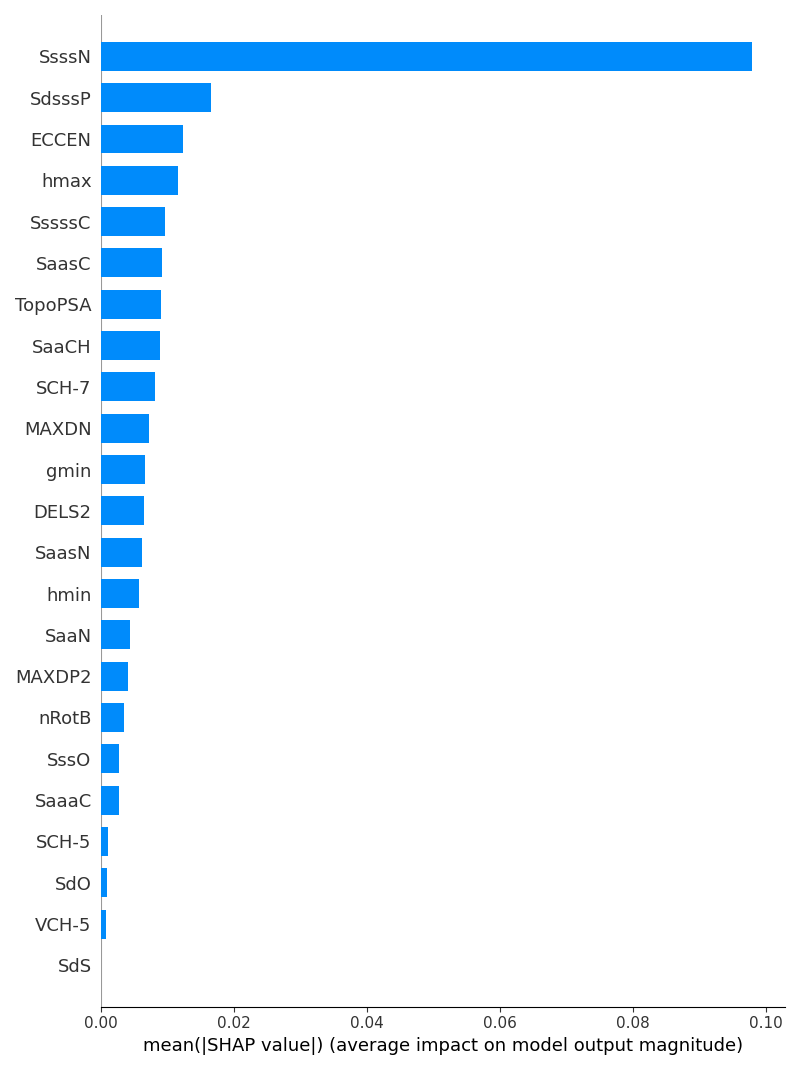 SsssN
SdsssP
ECCEN
hmax
SssssC
SaasC
TopoPSA
SaaCH
SCH-7
MAXDN
gmin
DELS2
SaasN
hmin
SaaN
MAXDP2
nRotB
SssO
SaaaC
SCH-5
SdO
VCH-5
SdS
0.00 0.02 0.04 0.06 0.08 0.10
mean(|SHAP value|) (average impact on model output magnitude)